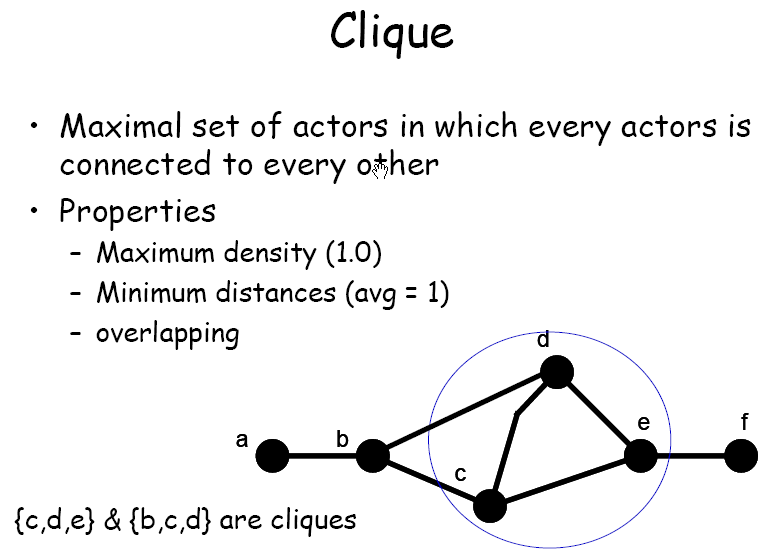 Clique
• Maximal set of actors in which every actors is
connected to every other
• Properties
– Maximum density (1.0)
– Minimum distances (avg = 1)
– overlapping
d
a
b
e
f
c
{c,d,e} & {b,c,d} are cliques